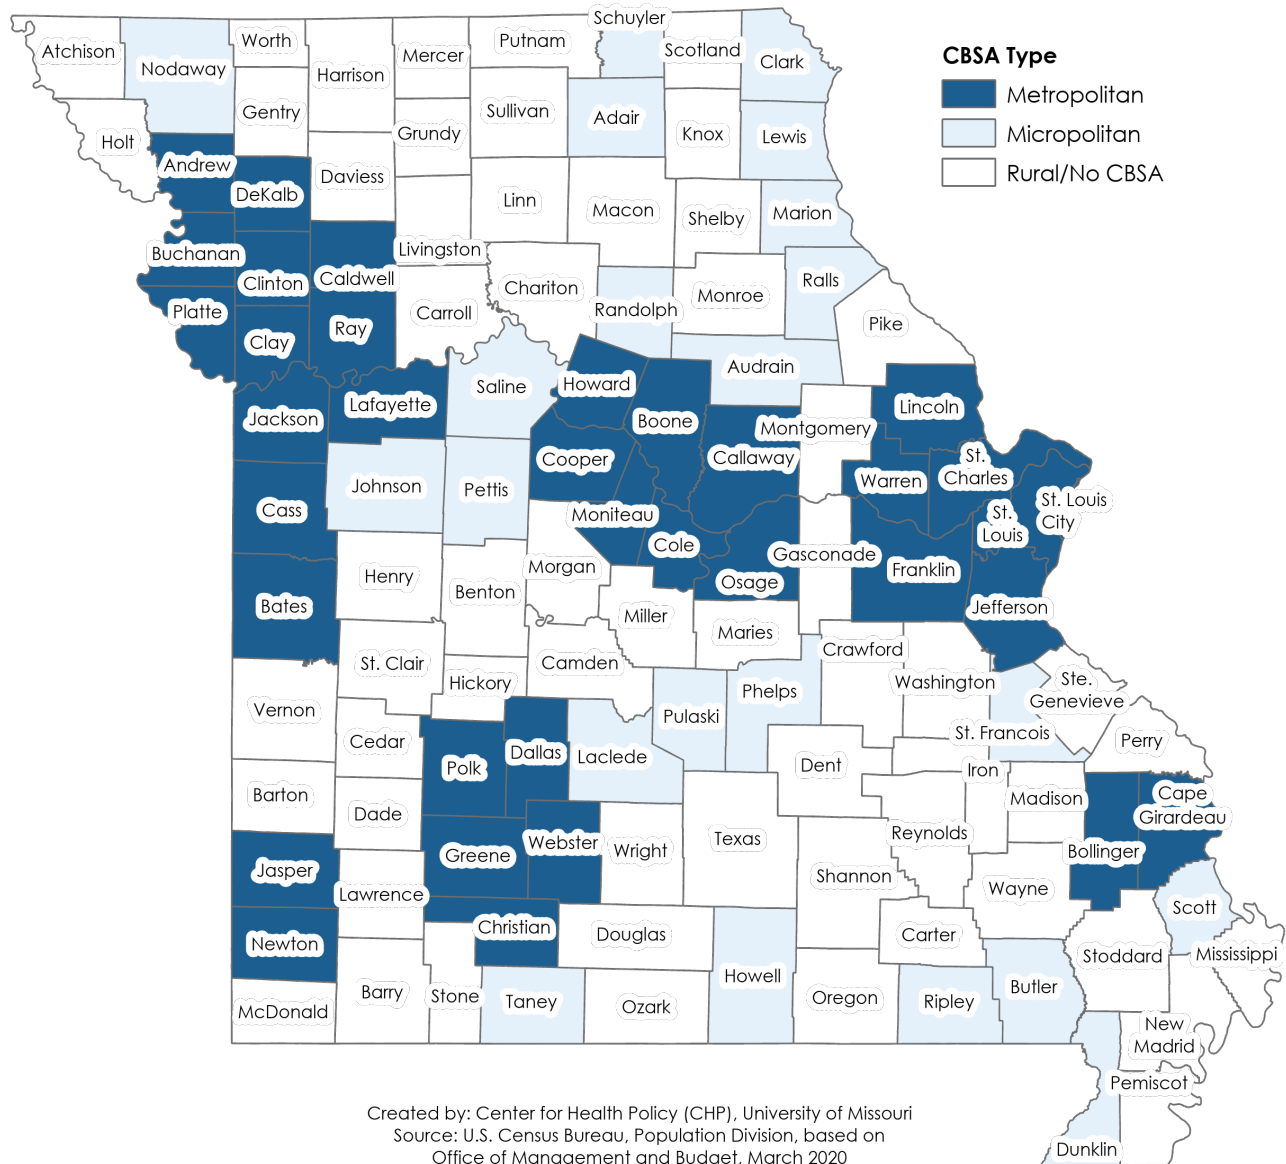 Schuyler
Atchison
Worth
Putnam
Scotland
Mercer
Clark
Nodaway
Harrison
Gentry
Sullivan
Adair
Grundy
Knox
Lewis
Holt
Andrew
Daviess
DeKalb
Linn
Macon
Shelby
Marion
Buchanan
Livingston
Clinton
Caldwell
Chariton
Ralls
Monroe
Platte
Carroll
Randolph
Pike
Ray
Clay
Audrain
Saline
Howard
Lafayette
Lincoln
Jackson
Boone
Montgomery
Cooper
Callaway
St.
Charles
Warren
Johnson
Pettis
St. Louis
City
Cass
Moniteau
St.
Louis
Cole
Gasconade
Morgan
Franklin
Henry
Osage
Benton
Bates
Jefferson
Miller
Maries
Crawford
St. Clair
Camden
Hickory
Washington
Ste.
Genevieve
Phelps
Vernon
Pulaski
St. Francois
Cedar
Perry
Dallas
Laclede
Polk
Dent
Iron
Barton
Madison
Cape
Girardeau
Dade
Reynolds
Texas
Webster
Wright
Greene
Bollinger
Jasper
Shannon
Wayne
Lawrence
Scott
Christian
Douglas
Carter
Newton
Stoddard
Mississippi
Howell
Butler
Barry
Stone
Taney
Ozark
Oregon
Ripley
McDonald
New
Madrid
Pemiscot
Dunklin
CBSA Type
Metropolitan
Micropolitan
Rural/No CBSA
Created by: Center for Health Policy (CHP), University of Missouri
Source: U.S. Census Bureau, Population Division, based on
Office of Management and Budget, March 2020